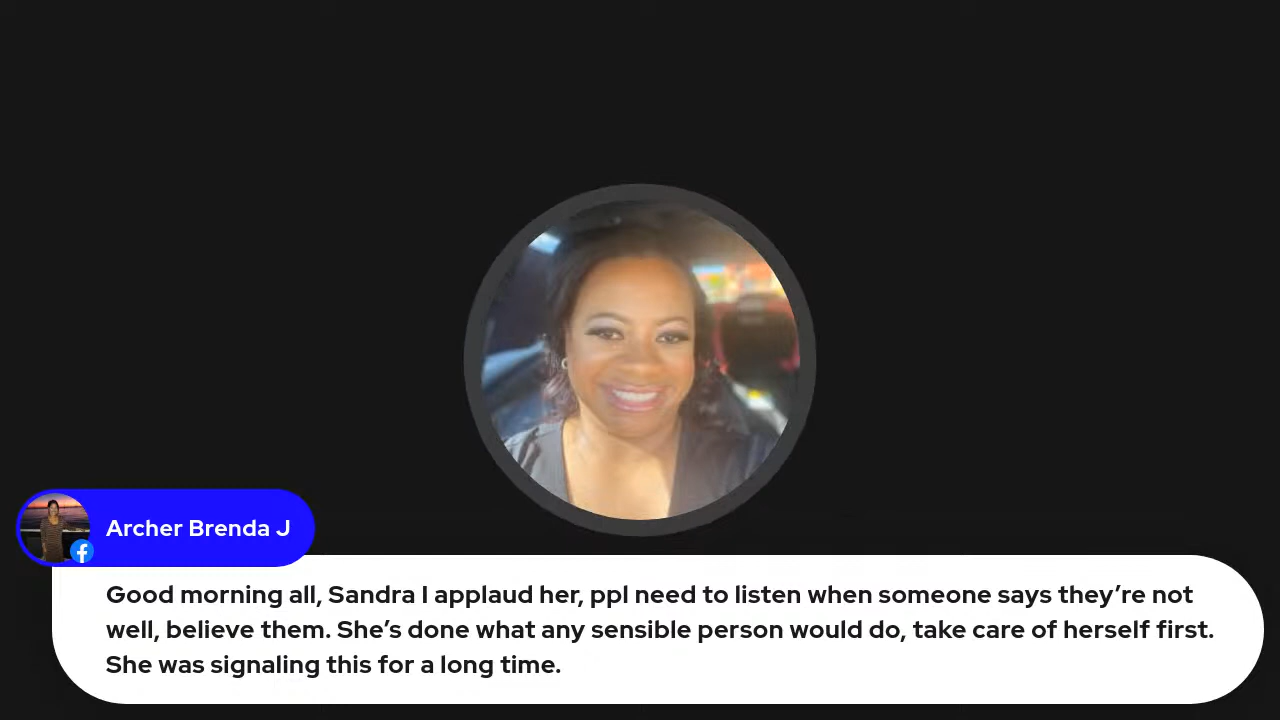 Archer Brenda J
Good morning all, Sandra I applaud her, ppl need to listen when someone says they’re not
well, believe them. She’s done what any sensible person would do, take care of herself first.
She was signaling this for a long time.